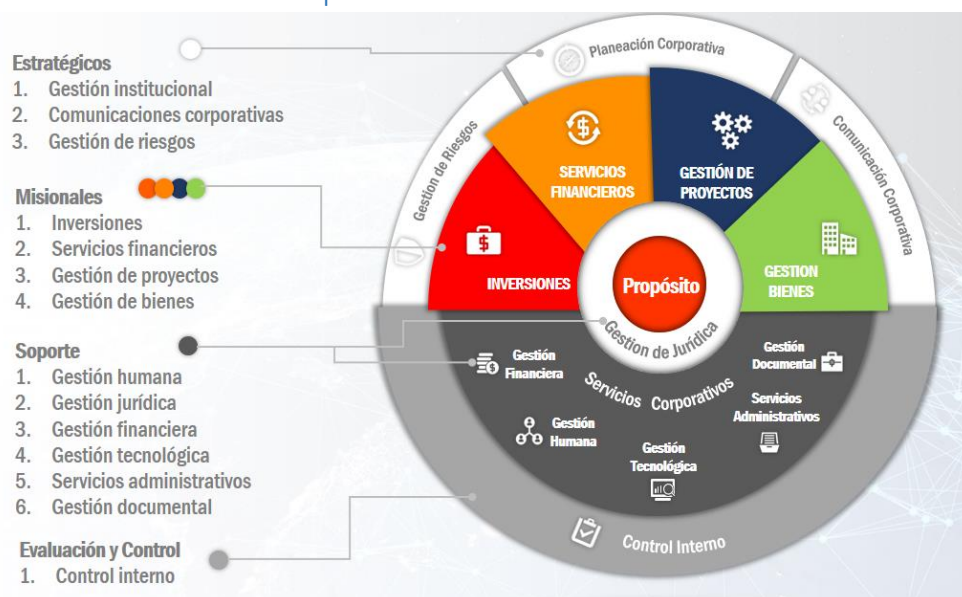 Estratégicos
1. Gestión institucional
2. Comunicaciones corporativas
3. Gestión de riesgos
Misionales
1. Inversiones
2. Servicios financieros
3. Gestión de proyectos
4. Gestión de bienes
Soporte
1. Gestión humana
2. Gestión jurídica
3. Gestión financiera
4. Gestión tecnológica
5. Servicios administrativos
6. Gestión documental
Evaluación y Control
1. Control interno
Gestion de Riesgos
Planeación Corporativa
Comunicación Corporativa
INVERSIONES
SERVICIOS
FINANCIEROS
GESTIÓN DE
PROYECTOS
GESTION
BIENES
Propósito
Gestion de Jurídica
Servicios Corporativos
Gestión
Financiera
Gestión
Humana
Gestión
Tecnológica
Servicios
Administrativos
Gestión
Documental
Control Interno